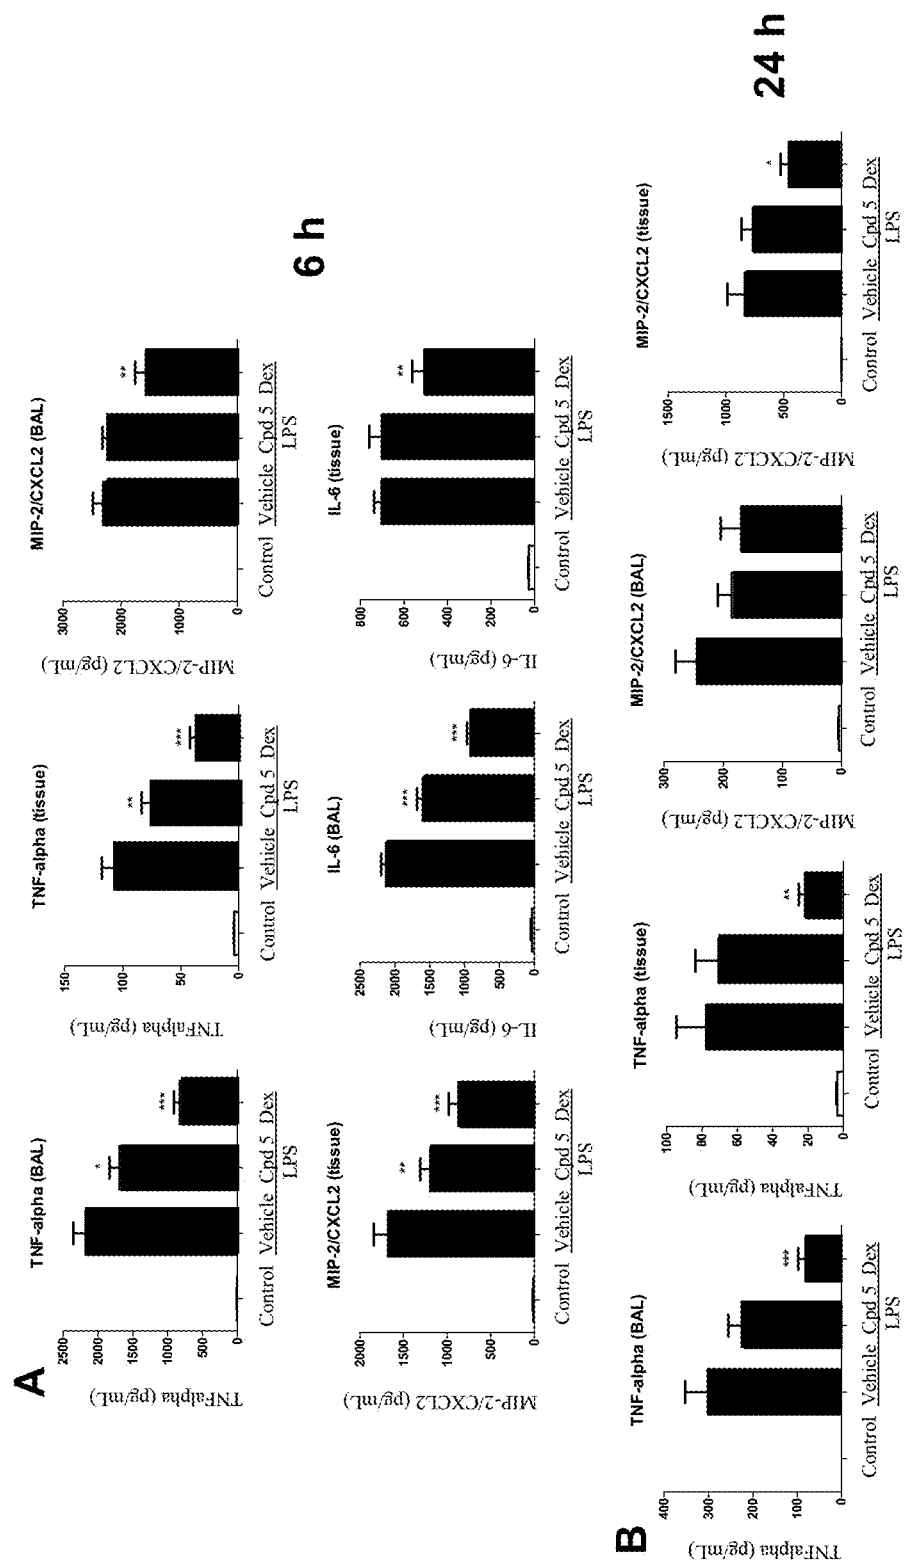 A
TNF-alpha (BAL)
TNFalpha (pg/mL)
2500
2000
1500
1000
500
0
*
***
Control Vehicle Cpd 5 Dex
LPS
TNF-alpha (tissue)
TNFalpha (pg/mL)
150
100
50
0
**
***
Control Vehicle Cpd 5 Dex
LPS
MIP-2/CXCL2 (BAL)
MIP-2/CXCL2 (pg/mL)
3000
2000
1000
0
**
Control Vehicle Cpd 5 Dex
LPS
MIP-2/CXCL2 (tissue)
MIP-2/CXCL2 (pg/mL)
2000
1500
1000
500
0
**
***
Control Vehicle Cpd 5 Dex
LPS
IL-6 (BAL)
IL-6 (pg/mL)
2500
2000
1500
1000
500
0
***
***
Control Vehicle Cpd 5 Dex
LPS
IL-6 (tissue)
IL-6 (pg/mL)
800
600
400
200
0
**
Control Vehicle Cpd 5 Dex
LPS
6 h
B
TNF-alpha (BAL)
TNFalpha (pg/mL)
400
300
200
100
0
***
Control Vehicle Cpd 5 Dex
LPS
TNF-alpha (tissue)
TNFalpha (pg/mL)
100
80
60
40
20
0
**
Control Vehicle Cpd 5 Dex
LPS
MIP-2/CXCL2 (BAL)
MIP-2/CXCL2 (pg/mL)
300
200
100
0
Control Vehicle Cpd 5 Dex
LPS
MIP-2/CXCL2 (tissue)
MIP-2/CXCL2 (pg/mL)
1500
1000
500
0
*
Control Vehicle Cpd 5 Dex
LPS
24 h